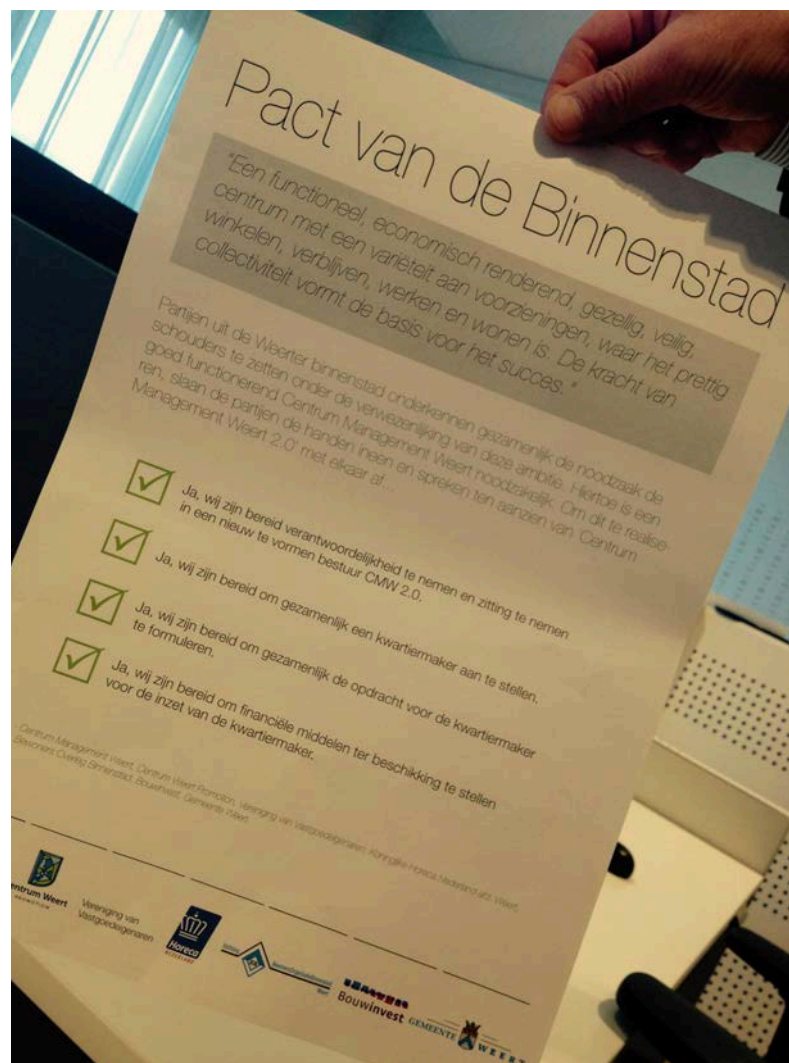 Pact van de Binnenstad
"Een functioneel, economisch renderend, gezellig, veilig,
centrum met een variëteit aan voorzieningen, waar het prettig
winkelen, verblijven, werken en wonen is. De kracht van
collectiviteit vormt de basis voor het succes."
Partijen uit de Weerter binnenstad onderkennen gezamenlijk de noodzaak de
schouders te zetten onder de verwezenlijking van deze ambitie. Hiertoe is een
goed functionerend Centrum Management Weert noodzakelijk. Om dit te realise-
ren, slaan de partijen de handen ineen en spreken ten aanzien van 'Centrum
Management Weert 2.0' met elkaar af...
Ja, wij zijn bereid verantwoordelijkheid te nemen en zitting te nemen
in een nieuw te vormen bestuur CMW 2.0.
Ja, wij zijn bereid om gezamenlijk een kwartiermaker aan te stellen.
Ja, wij zijn bereid om gezamenlijk de opdracht voor de kwartiermaker
te formuleren.
Ja, wij zijn bereid om financiële middelen ter beschikking te stellen
voor de inzet van de kwartiermaker.
Centrum Management Weert, Centrum Weert Promotion, Vereniging van vastgoedeigenaren, Koninklijke Horeca Nederland afd. Weert,
Bewoners Overleg Binnenstad, Bouwinvest, Gemeente Weert
entrum Weert
PROMOTION
Vereniging van
Vastgoedeigenaren
Horeca
NEDERLAND
Weert
Bouwinvest
GEMEENTE WEERT